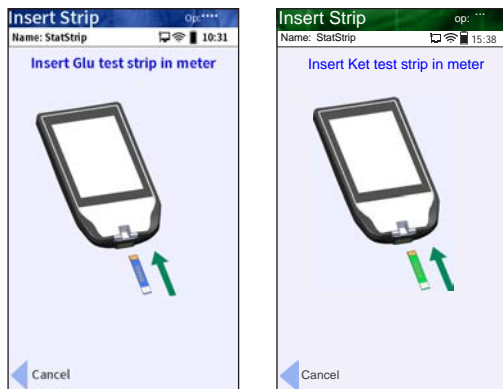 Insert Strip Op:****
Name: StatStrip 10:31
Insert Glu test strip in meter
Cancel
Insert Strip op: ***
Name: StatStrip 15:38
Insert Ket test strip in meter
Cancel